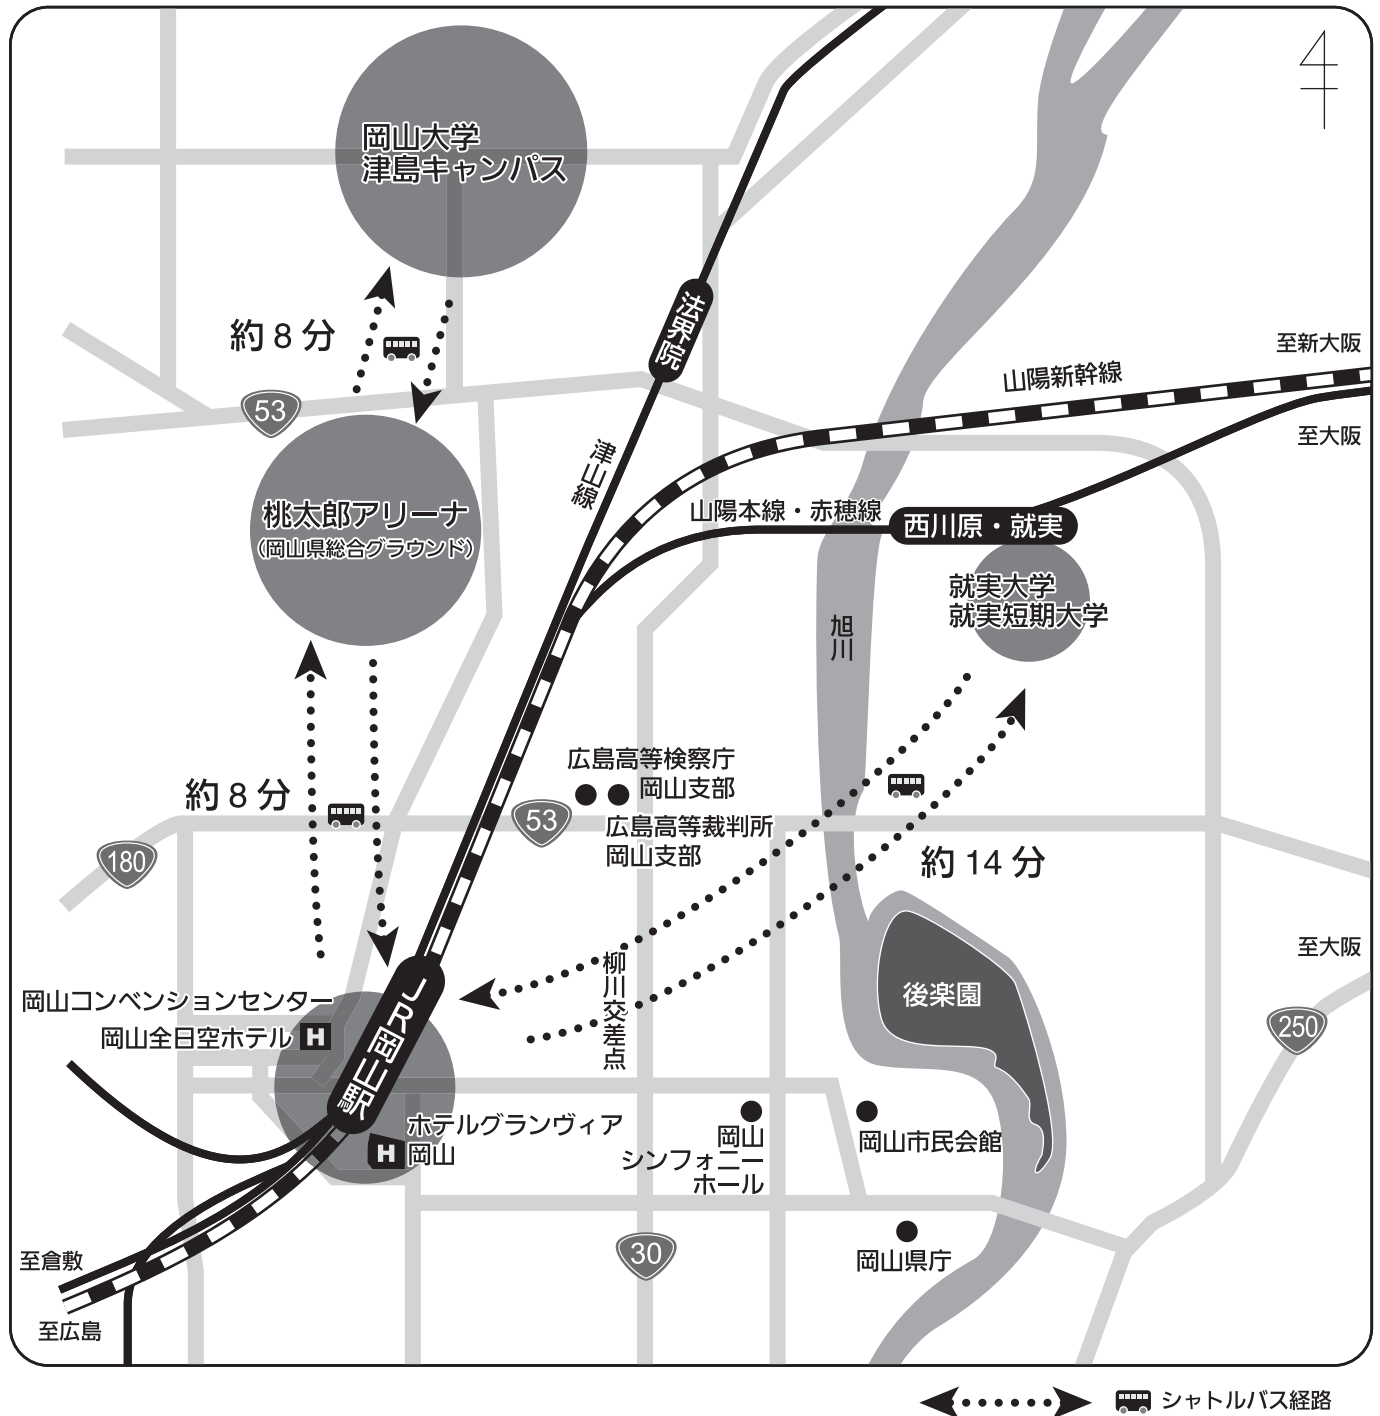 岡山大学
津島キャンパス
法界院
約8分
至新大阪
山陽新幹線
53
至大阪
津山線
桃太郎アリーナ
(岡山県総合グラウンド)
山陽本線・赤穂線
西川原・就実
就実大学
就実短期大学
旭川
広島高等検察庁
岡山支部
約8分
53
広島高等裁判所
岡山支部
180
約14分
至大阪
柳川交差点
後楽園
岡山コンベンションセンター
JR岡山駅
岡山全日空ホテル
H
250
ホテルグランヴィア
岡山
H
岡山
シンフォニー
ホール
岡山市民会館
30
岡山県庁
至倉敷
至広島
シャトルバス経路